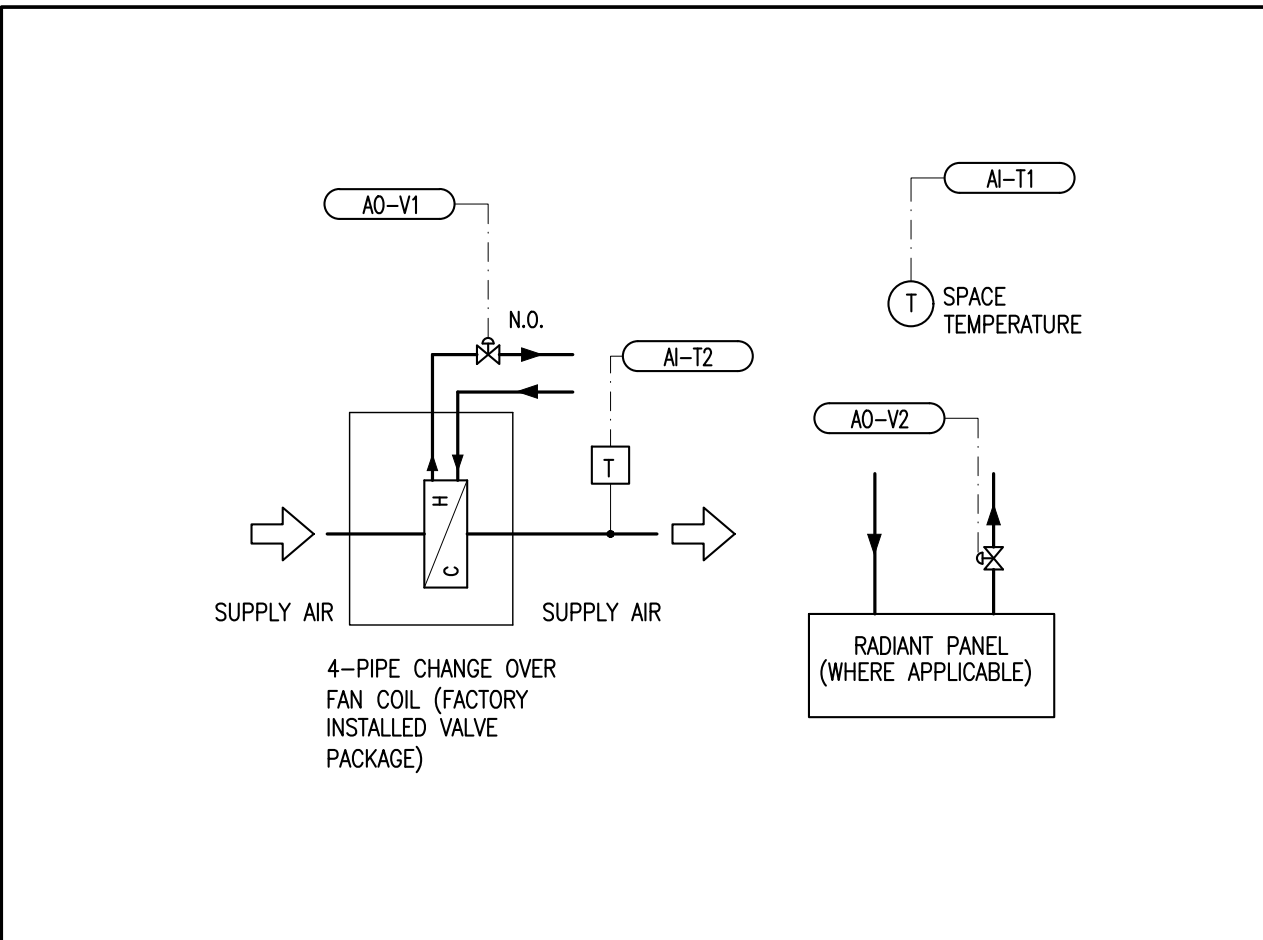 AI-T1
AO-V1
T
SPACE
TEMPERATURE
N.O.
AI-T2
AO-V2
T
H
C
SUPPLY AIR
SUPPLY AIR
4-PIPE CHANGE OVER
FAN COIL (FACTORY
INSTALLED VALVE
PACKAGE)
RADIANT PANEL
(WHERE APPLICABLE)